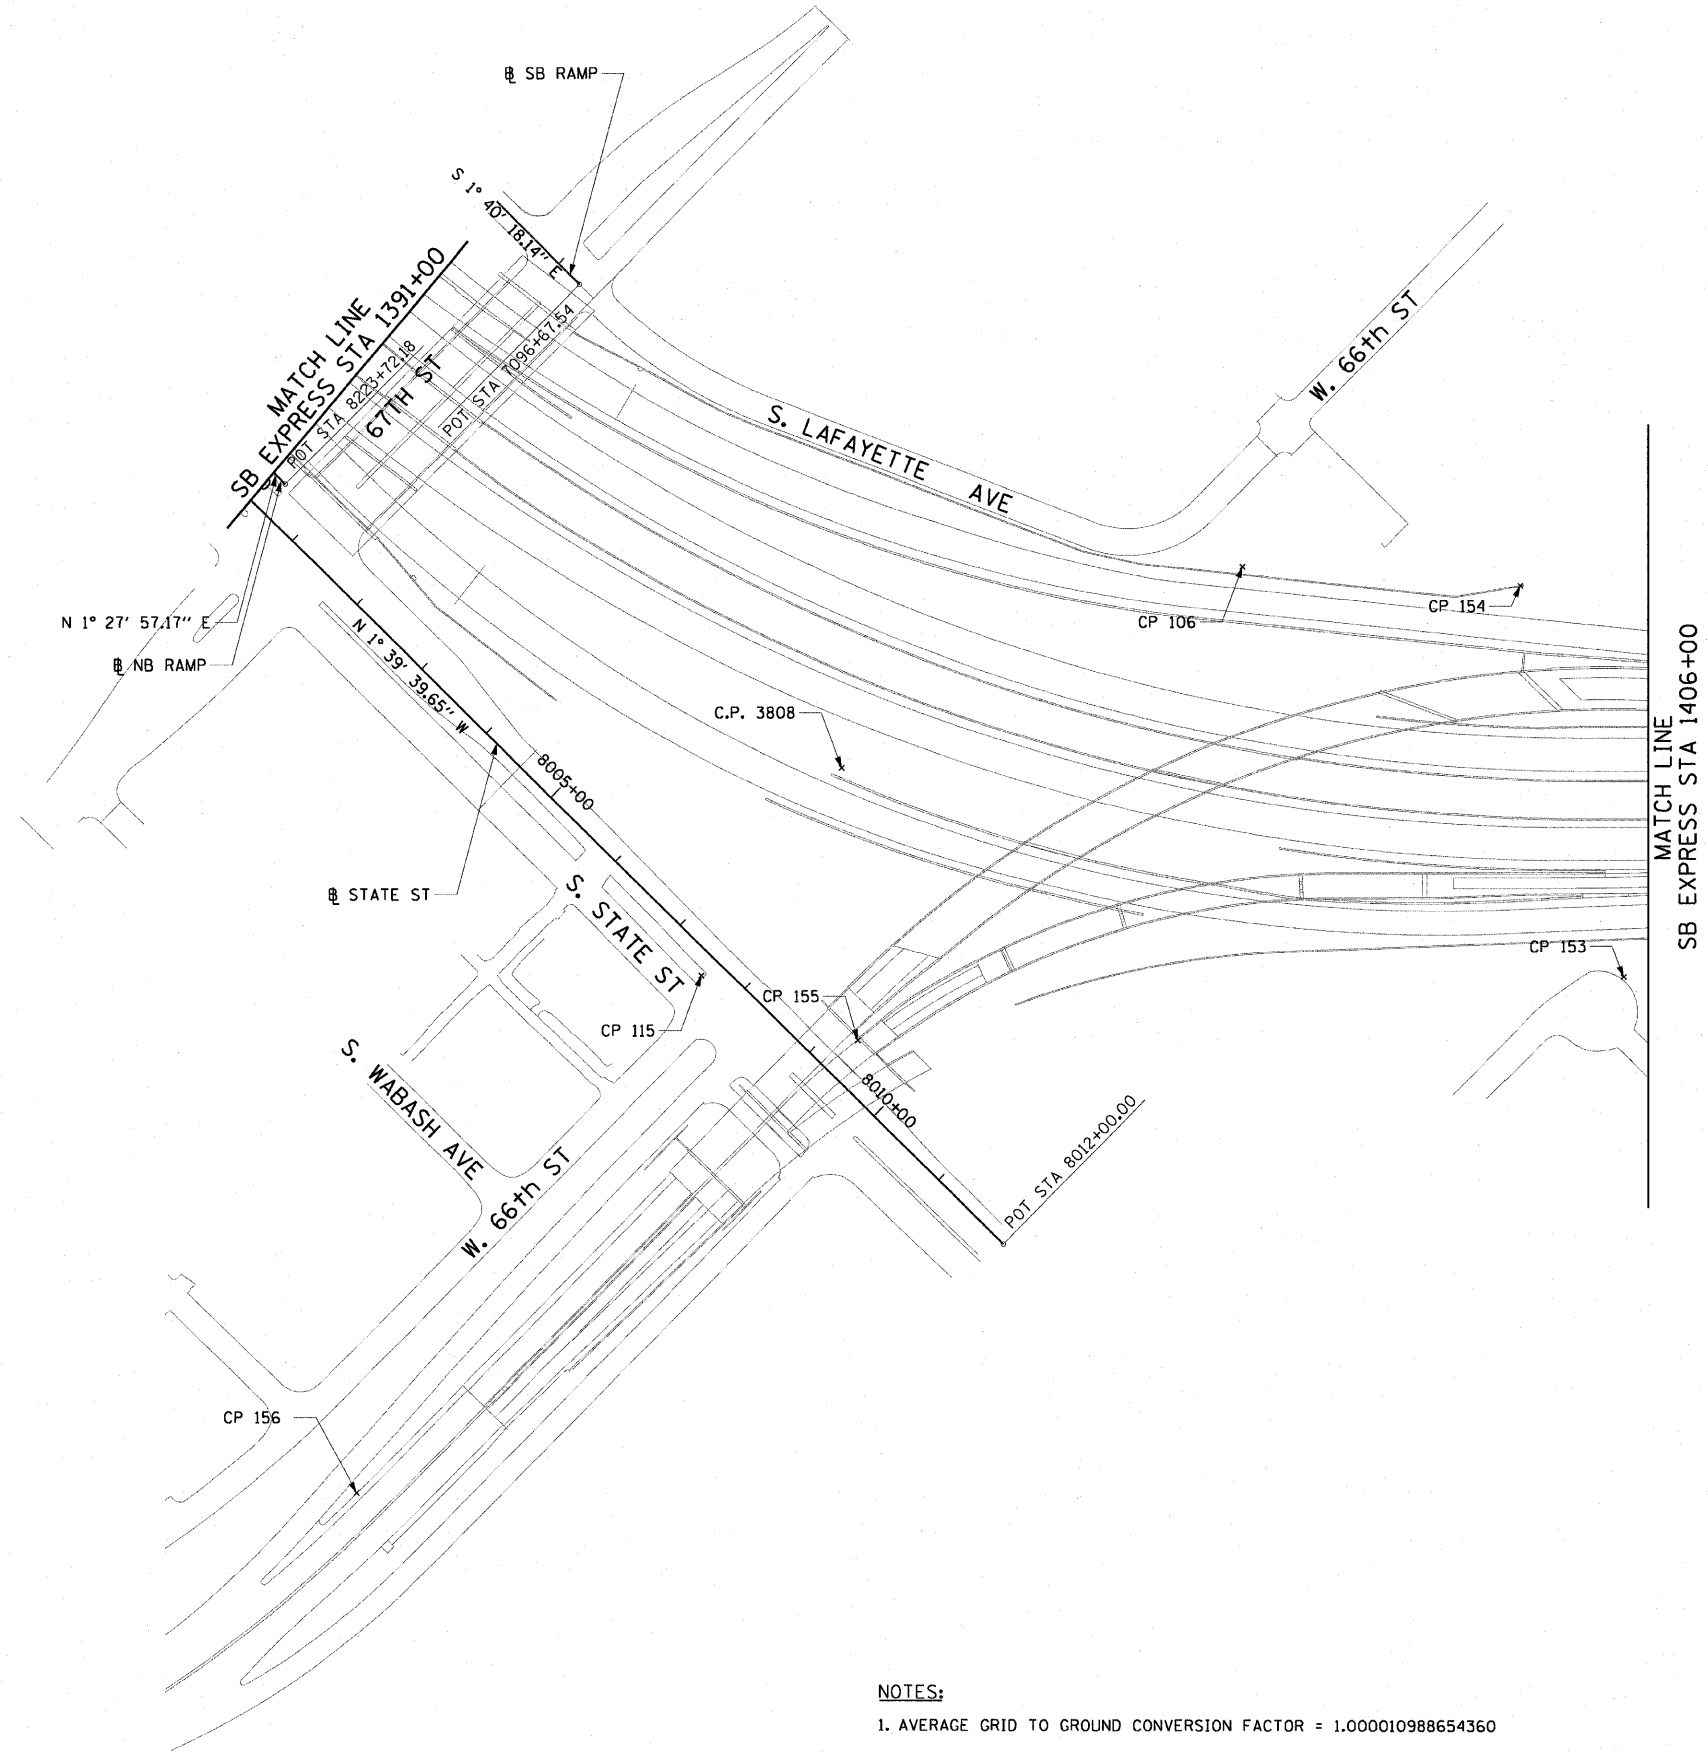 ℄ SB RAMP
S 1° 40' 18.14" E
MATCH LINE
SB EXPRESS STA 1391+00
POT STA 8223+72.18
67TH ST
POT STA 7096+67.54
S. LAFAYETTE AVE
W. 66th ST
N 1° 27' 57.17" E
℄ NB RAMP
N 1° 39' 39.65" W
CP 154
CP 106
C.P. 3808
8005+00
℄ STATE ST
S. STATE ST
CP 115
CP 155
CP 153
MATCH LINE
SB EXPRESS STA 1406+00
S. WABASH AVE
W. 66th ST
8010+00
POT STA 8012+00.00
CP 156
NOTES:
1. AVERAGE GRID TO GROUND CONVERSION FACTOR = 1.000010988654360